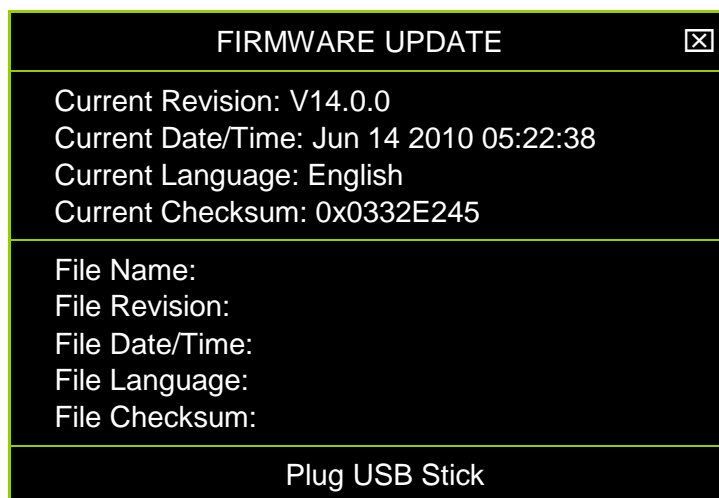 FIRMWARE UPDATE
Current Revision: V14.0.0
Current Date/Time: Jun 14 2010 05:22:38
Current Language: English
Current Checksum: 0x0332E245
File Name:
File Revision:
File Date/Time:
File Language:
File Checksum:
Plug USB Stick